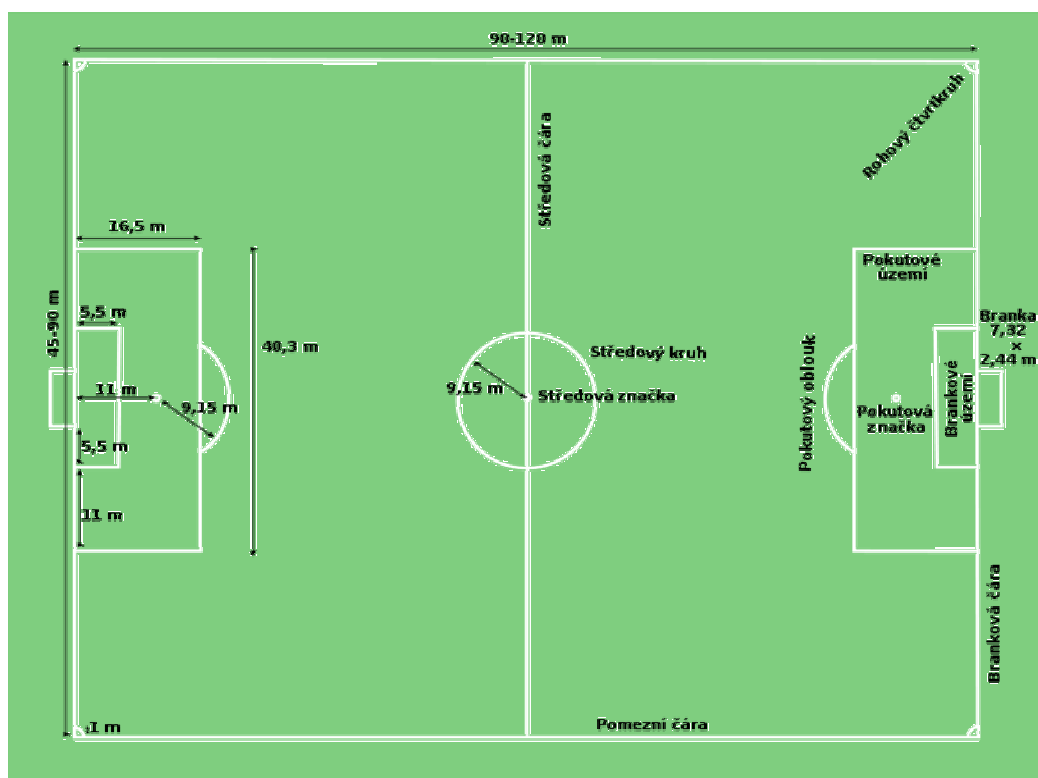 90-120 m
Středová čára
Rohový čtvrtkruh
16,5 m
45-90 m
5,5 m
40,3 m
11 m
9,15 m
5,5 m
11 m
1 m
9,15 m
Středový kruh
Středová značka
Pokutový oblouk
Pokutové
území
Pokutová
značka
Brankové
území
Branka
7,32
×
2,44 m
Branková čára
Pomezní čára